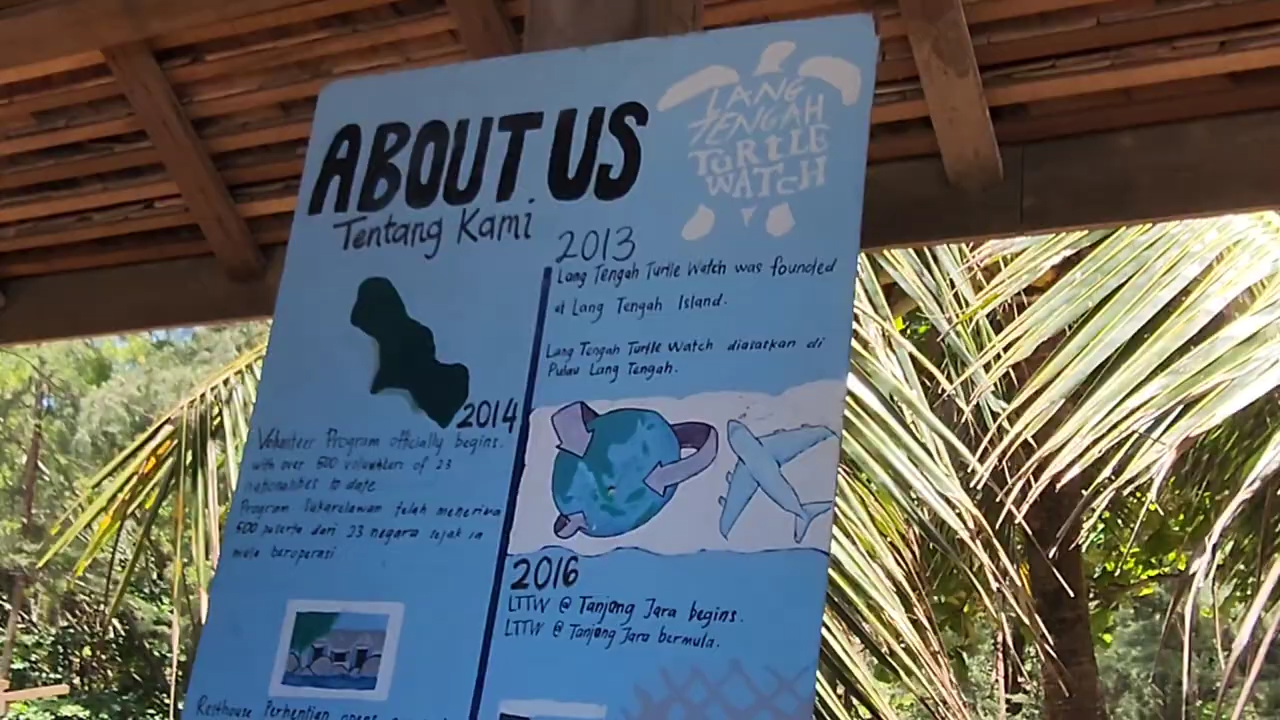 ABOUT US
Tentang Kami
LANG
TENGAH
TURTLE
WATCH
2013
Lang Tengah Turtle Watch was founded
at Lang Tengah Island.
Lang Tengah Turtle Watch diasaskan di
Pulau Lang Tengah.
2014
Volunteer Program officially begins.
with over 600 volunteers of 23
nationalities to date
Program Sukarelawan telah menerima
600 peserta dari 23 negara sejak ia
mula beroperasi
2016
LTTW @ Tanjong Jara begins.
LTTW @ Tanjong Jara bermula.
Resthouse Perhentian opens